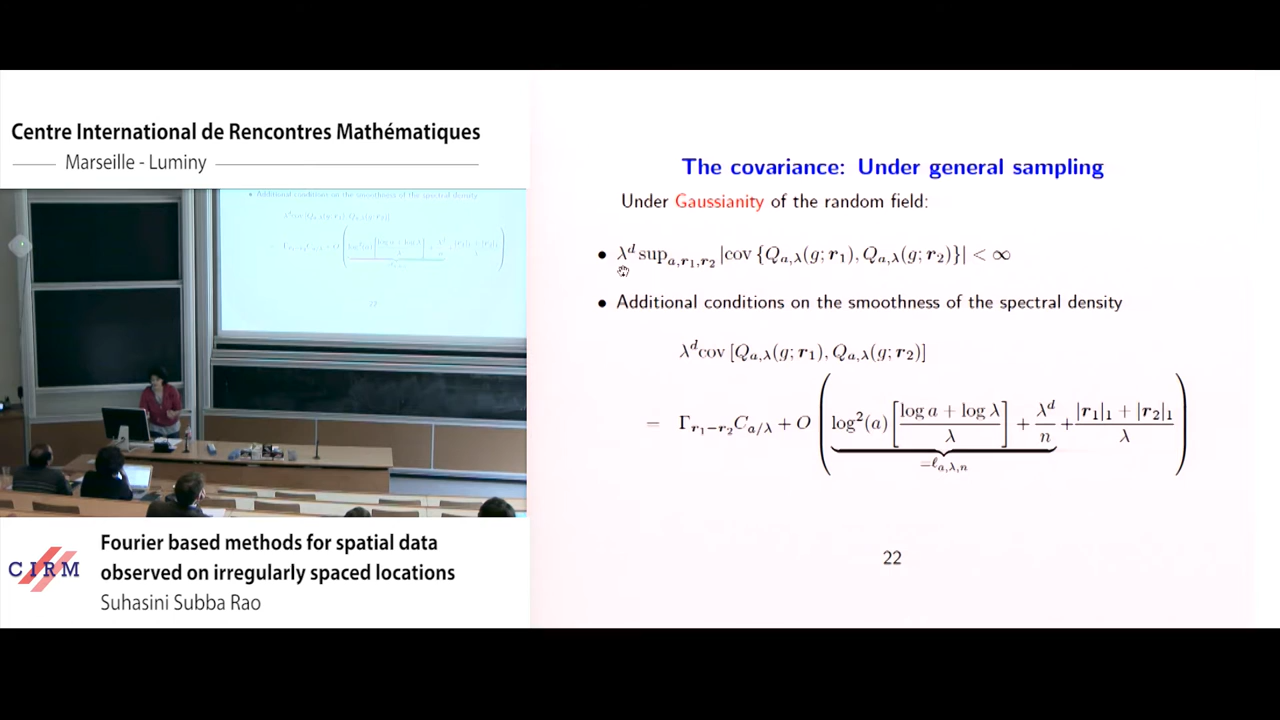 Centre International de Rencontres Mathématiques
Marseille - Luminy
The covariance: Under general sampling
Under Gaussianity of the random field:
• λ^d sup_{a,r₁,r₂} |cov {Q_{a,λ}(g; r₁), Q_{a,λ}(g; r₂)}| < ∞
• Additional conditions on the smoothness of the spectral density
λ^d cov [Q_{a,λ}(g; r₁), Q_{a,λ}(g; r₂)]
= Γ_{r₁−r₂} C_{a/λ} + O ( log²(a) [ (log a + log λ) / λ ] + λ^d / n + (|r₁|₁ + |r₂|₁) / λ )
=ℓ_{a,λ,n}
22
CIRM
Fourier based methods for spatial data
observed on irregularly spaced locations
Suhasini Subba Rao